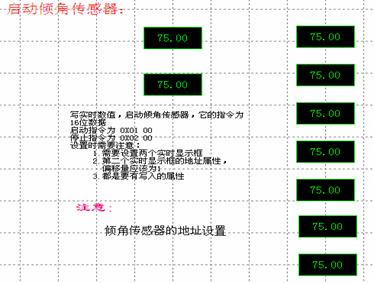 启动倾角传感器：
75.00
75.00
75.00
75.00
写实时数值，启动倾角传感器，它的指令为
16位数据
启动指令为 0X01 00
停止指令为 0X02 00
设置时需要注意：
1.需要设置两个实时显示框
2.第二个实时显示框的地址属性，
偏移量应该为1
3.都是要有写入的属性
75.00
75.00
75.00
注意：
倾角传感器的地址设置
75.00
75.00